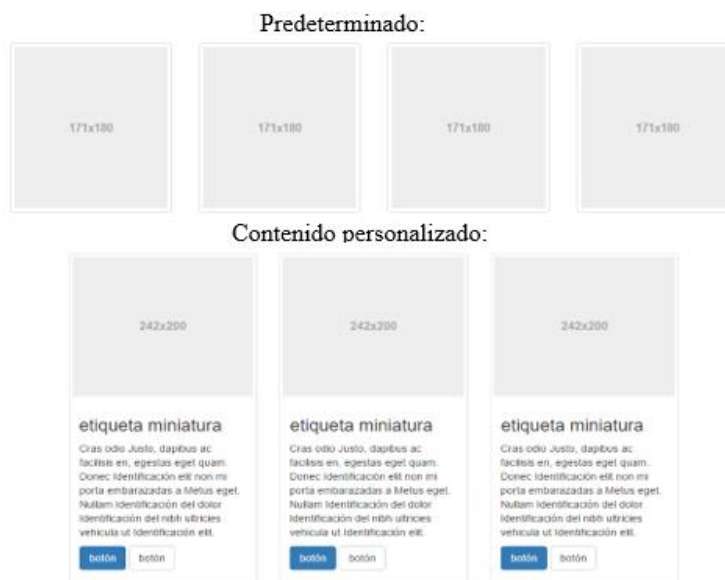 Predeterminado:
171x180 171x180 171x180 171x180
Contenido personalizado:
242x200 242x200 242x200
etiqueta miniatura
Cras odio Justo, dapibus ac
facilisis en, egestas eget quam.
Donec Identificación elit non mi
porta embarazadas a Metus eget.
Nullam Identificación del dolor
Identificación del nibh ultricies
vehicula ut Identificación elit.
botón botón
etiqueta miniatura
Cras odio Justo, dapibus ac
facilisis en, egestas eget quam.
Donec Identificación elit non mi
porta embarazadas a Metus eget.
Nullam Identificación del dolor
Identificación del nibh ultricies
vehicula ut Identificación elit.
botón botón
etiqueta miniatura
Cras odio Justo, dapibus ac
facilisis en, egestas eget quam.
Donec Identificación elit non mi
porta embarazadas a Metus eget.
Nullam Identificación del dolor
Identificación del nibh ultricies
vehicula ut Identificación elit.
botón botón